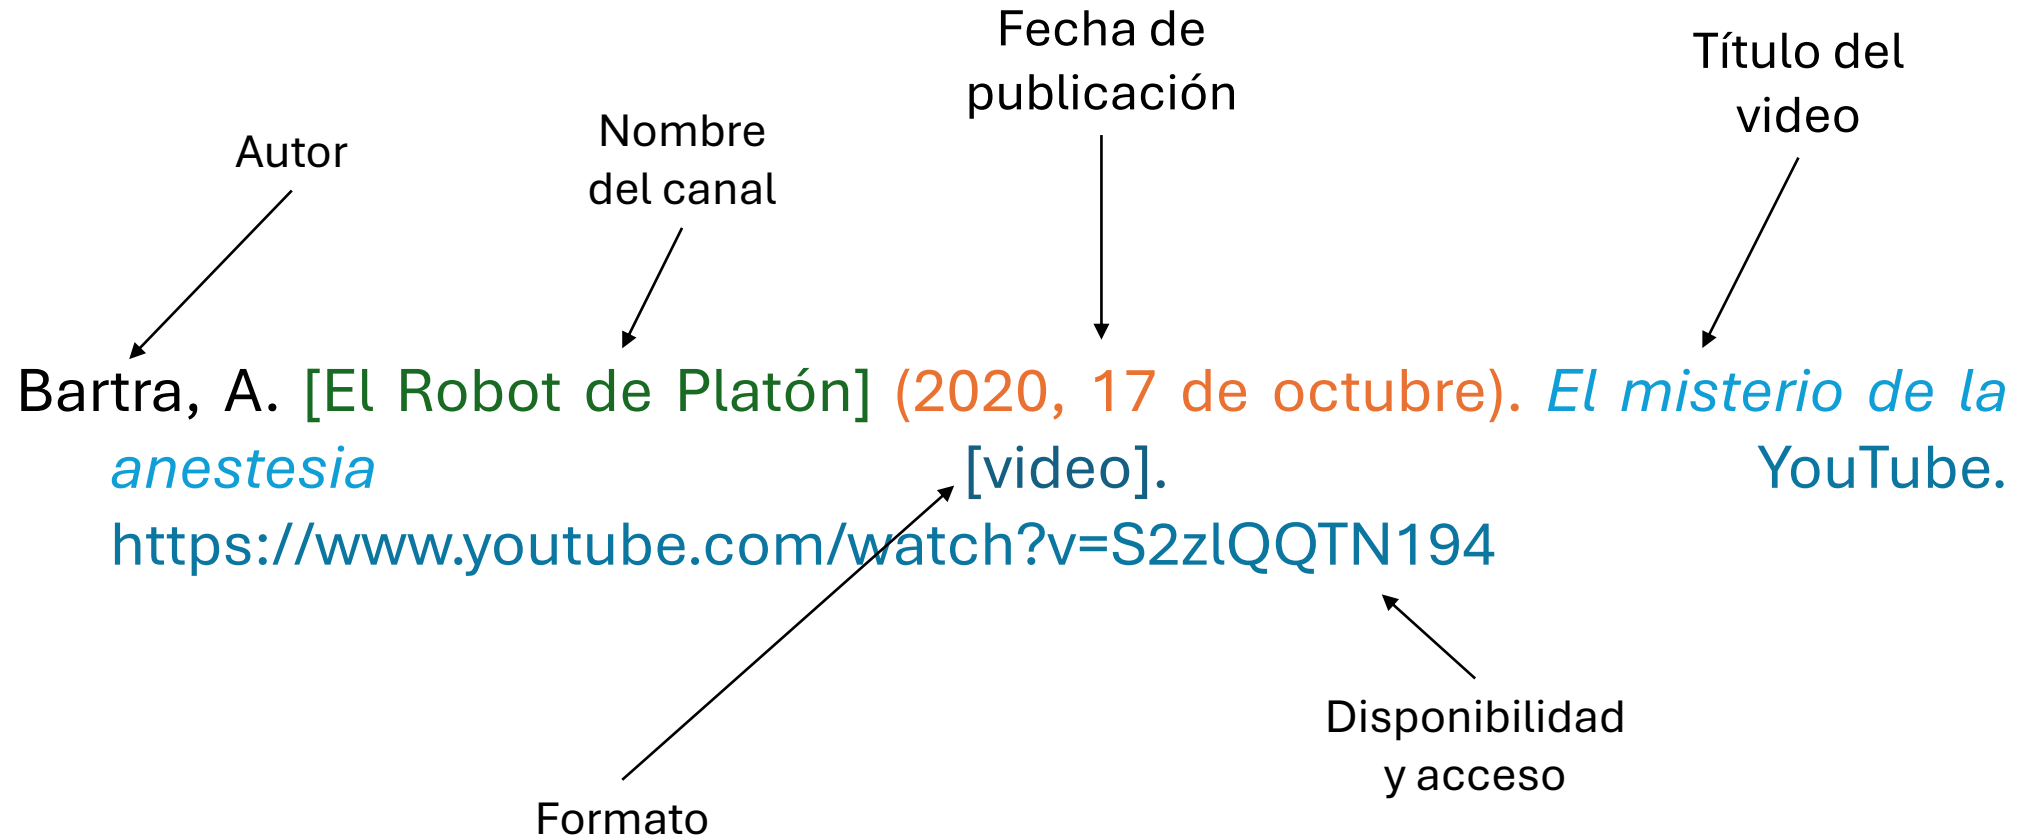 Fecha de
publicación
Título del
video
Nombre
del canal
Autor
Bartra, A. [El Robot de Platón] (2020, 17 de octubre). El misterio de la
anestesia [video]. YouTube.
https://www.youtube.com/watch?v=S2zlQQTN194
Disponibilidad
y acceso
Formato